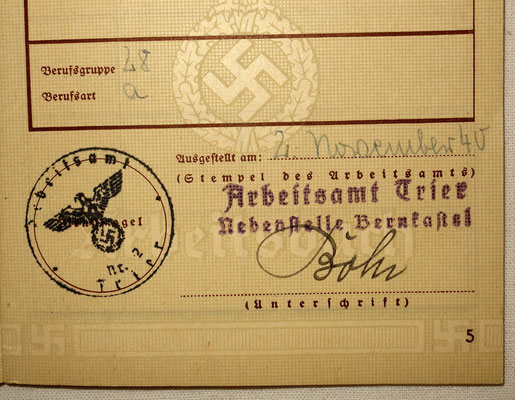 Berufsgruppe 28
Berufsart a
Ausgestellt am: 2. November 40
(Stempel des Arbeitsamts)
Arbeitsamt Trier
Nebenstelle Bernkastel
Arbeitsamt
Trier
Nr. 2
Böhr
(Unterschrift)
5